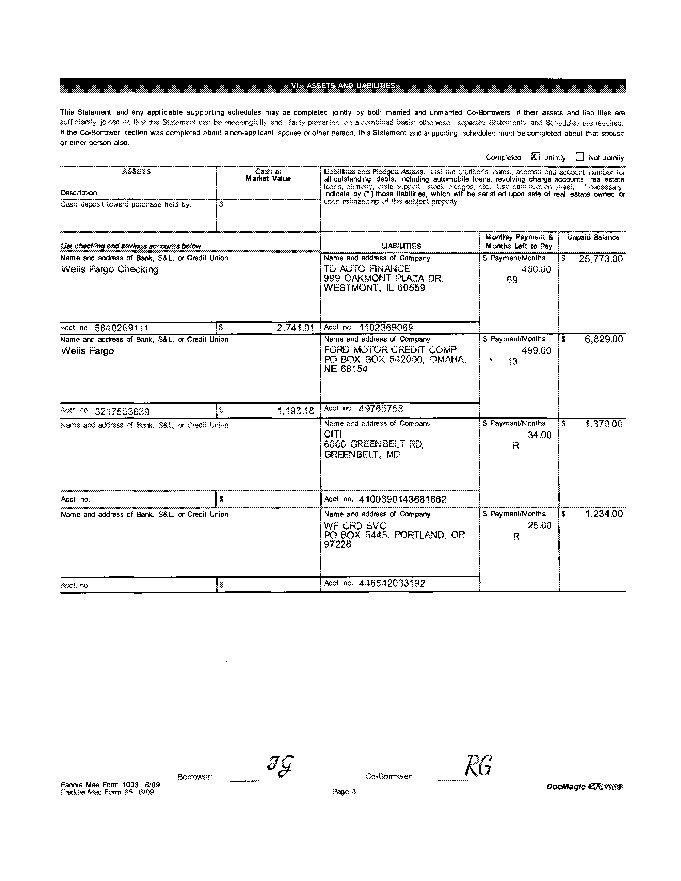 VI. ASSETS AND LIABILITIES
This Statement and any applicable supporting schedules may be completed jointly by both married and unmarried Co-Borrowers if their assets and liabilities are
sufficiently joined so that the Statement can be meaningfully and fairly presented on a combined basis; otherwise, separate Statements and Schedules are required.
If the Co-Borrower section was completed about a non-applicant spouse or other person, this Statement and supporting schedules must be completed about that spouse
or other person also.
Completed X Jointly Not Jointly
ASSETS
Cash or
Market Value
Description
Cash deposit toward purchase held by:
$
Liabilities and Pledged Assets. List the creditor's name, address and account number for
all outstanding debts, including automobile loans, revolving charge accounts, real estate
loans, alimony, child support, stock pledges, etc. Use continuation sheet, if necessary.
Indicate by (*) those liabilities, which will be satisfied upon sale of real estate owned or
upon refinancing of the subject property.
List checking and savings accounts below
LIABILITIES
Monthly Payment &
Months Left to Pay
Unpaid Balance
Name and address of Bank, S&L, or Credit Union
Wells Fargo Checking
Acct. no.
$ 2,741.91
Name and address of Company
TD AUTO FINANCE
999 OAKMONT PLAZA DR,
WESTMONT, IL 60559
Acct. no. 1102369069
$ Payment/Months
69
$ 25,773.00
Name and address of Bank, S&L, or Credit Union
Wells Fargo
Acct. no. 3217563639
$ 1,193.18
Name and address of Company
FORD MOTOR CREDIT COMP
PO BOX BOX 542000, OMAHA,
NE 68154
Acct. no. 49765753
$ Payment/Months
499.00
* 13
$ 6,829.00
Name and address of Bank, S&L, or Credit Union
Acct. no.
$
Name and address of Company
CITI
GREENBELT RD,
GREENBELT, MD
Acct. no. 4100390143681662
$ Payment/Months
34.00
R
$ 1,379.00
Name and address of Bank, S&L, or Credit Union
Acct. no.
$
Name and address of Company
WF CRD SVC
PO BOX 5445, PORTLAND, OR
97228
Acct. no. 446542033192
$ Payment/Months
25.00
R
$ 1,234.00
Borrower JG
Co-Borrower RG
Fannie Mae Form 1003 6/09
Freddie Mac Form 65 6/09
Page 3
DocMagic